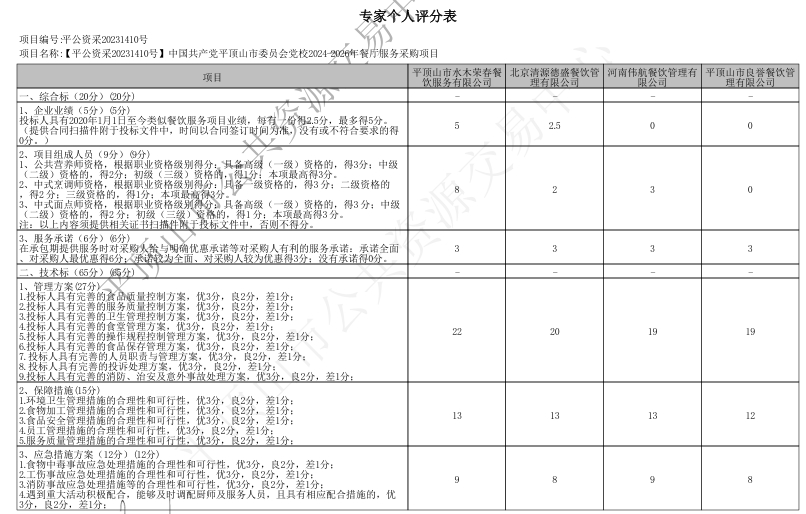 专家个人评分表
项目编号:平公资采20231410号
项目名称:【平公资采20231410号】中国共产党平顶山市委员会党校2024-2026年餐厅服务采购项目
项目
平顶山市水木荣春餐饮服务有限公司
北京清源德盛餐饮管理有限公司
河南伟航餐饮管理有限公司
平顶山市良誉餐饮管理有限公司
一、综合标（20分）(20分)
－ － － －
1、企业业绩（5分）(5分)
投标人具有2020年1月1日至今类似餐饮服务项目业绩，每有一份得2.5分，最多得5分。
（提供合同扫描件附于投标文件中，时间以合同签订时间为准，没有或不符合要求的得
0分。）
5 2.5 0 0
2、项目组成人员（9分）(9分)
1、公共营养师资格，根据职业资格级别得分：具备高级（一级）资格的，得3分；中级
（二级）资格的，得2分；初级（三级）资格的，得1分；本项最高得3分。
2、中式烹调师资格，根据职业资格级别得分：具备一级资格的，得3 分；二级资格的
，得2 分；三级资格的，得1分；本项最高得3分。
3、中式面点师资格，根据职业资格级别得分：具备高级（一级）资格的，得3 分；中级
（二级）资格的，得2 分；初级（三级）资格的，得1 分；本项最高得3 分。
注：以上内容须提供相关证书扫描件附于投标文件中，否则不得分。
8 2 3 0
3、服务承诺（6分）(6分)
在承包期提供服务时对采购人给与明确优惠承诺等对采购人有利的服务承诺：承诺全面
、对采购人最优惠得6分；承诺较为全面、对采购人较为优惠得3分；没有承诺得0分。
3 3 3 3
二、技术标（65分）(65分)
－ － － －
1、管理方案(27分)
1.投标人具有完善的食品质量控制方案，优3分，良2分，差1分；
2.投标人具有完善的服务质量控制方案，优3分，良2分，差1分；
3.投标人具有完善的卫生管理控制方案，优3分，良2分，差1分；
4.投标人具有完善的食堂管理方案，优3分，良2分，差1分；
5.投标人具有完善的操作规程控制管理方案，优3分，良2分，差1分；
6.投标人具有完善的食品保存管理方案，优3分，良2分，差1分；
7.投标人具有完善的人员职责与管理方案，优3分，良2分，差1分；
8.投标人具有完善的投诉处理方案，优3分，良2分，差1分；
9.投标人具有完善的消防、治安及意外事故处理方案，优3分，良2分，差1分；
22 20 19 19
2、保障措施(15分)
1.环境卫生管理措施的合理性和可行性，优3分，良2分，差1分；
2.食物加工管理措施的合理性和可行性，优3分，良2分，差1分；
3.食品安全管理措施的合理性和可行性，优3分，良2分，差1分；
4.员工管理措施的合理性和可行性，优3分，良2分，差1分；
5.服务质量管理措施的合理性和可行性，优3分，良2分，差1分；
13 13 13 12
3、应急措施方案（12分）(12分)
1.食物中毒事故应急处理措施的合理性和可行性，优3分，良2分，差1分；
2.工伤事故应急处理措施的合理性和可行性，优3分，良2分，差1分；
3.消防事故应急处理措施等的合理性和可行性，优3分，良2分，差1分；
4.遇到重大活动积极配合，能够及时调配厨师及服务人员，且具有相应配合措施的，优
3分，良2分，差1分；
9 8 9 8
平顶山市公共资源交易中心
平顶山市公共资源交易中心